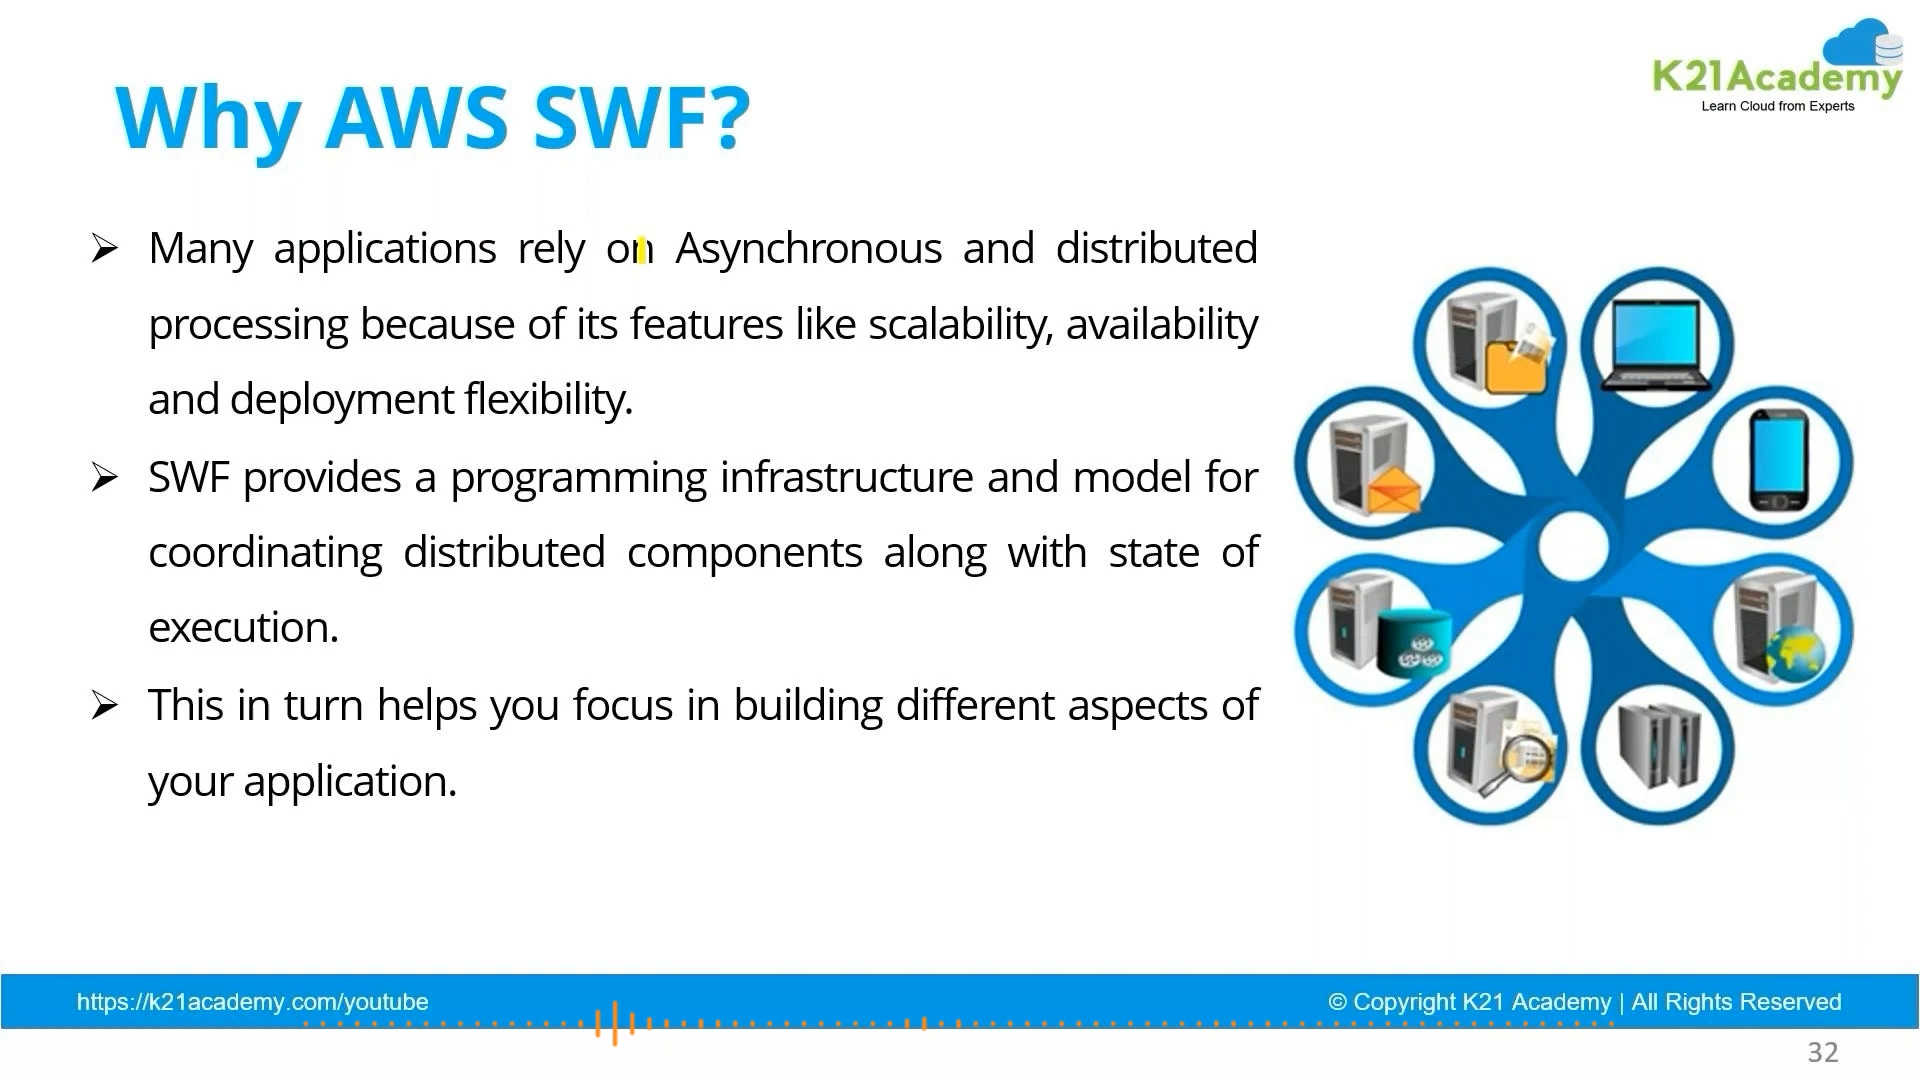 K21Academy
Learn Cloud from Experts
Why AWS SWF?
Many applications rely on Asynchronous and distributed
processing because of its features like scalability, availability
and deployment flexibility.
SWF provides a programming infrastructure and model for
coordinating distributed components along with state of
execution.
This in turn helps you focus in building different aspects of
your application.
https://k21academy.com/youtube
© Copyright K21 Academy | All Rights Reserved
32